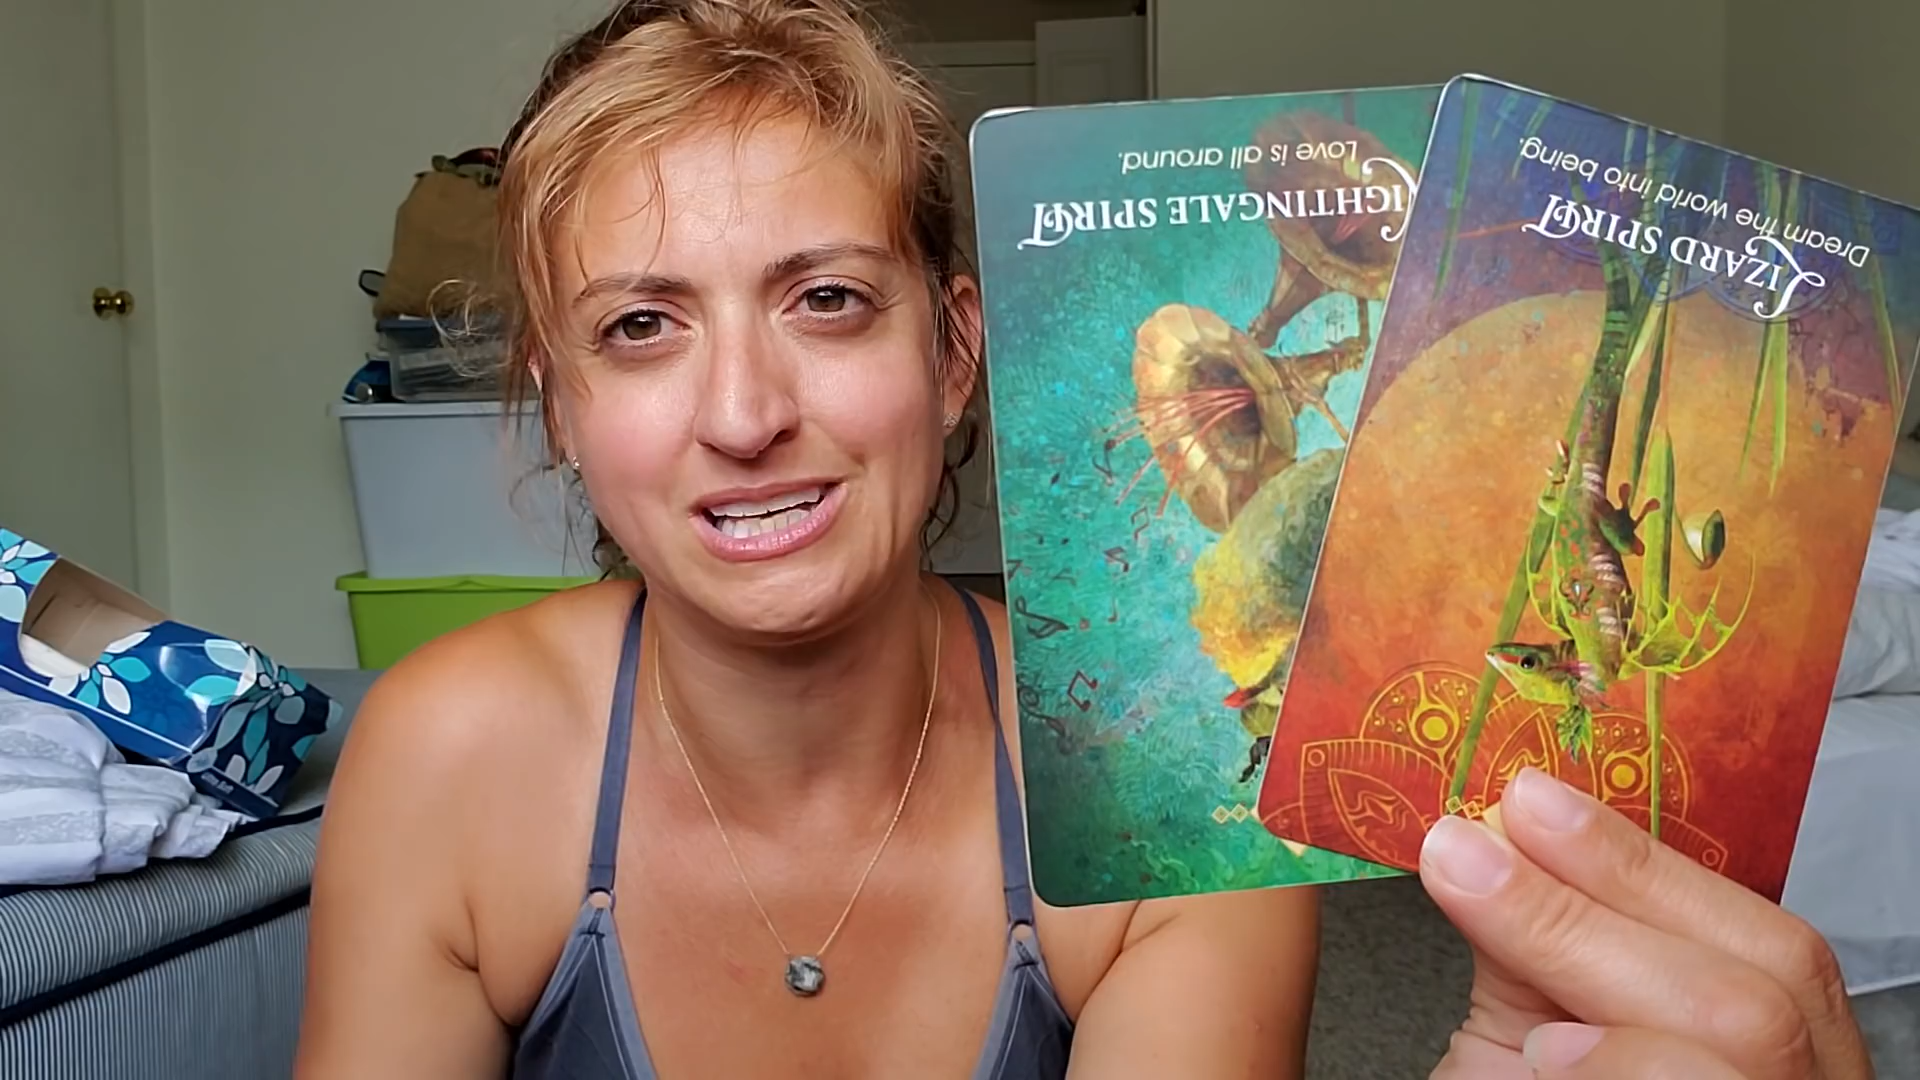 NIGHTINGALE SPIRIT
Love is all around.
LIZARD SPIRIT
Dream the world into being.